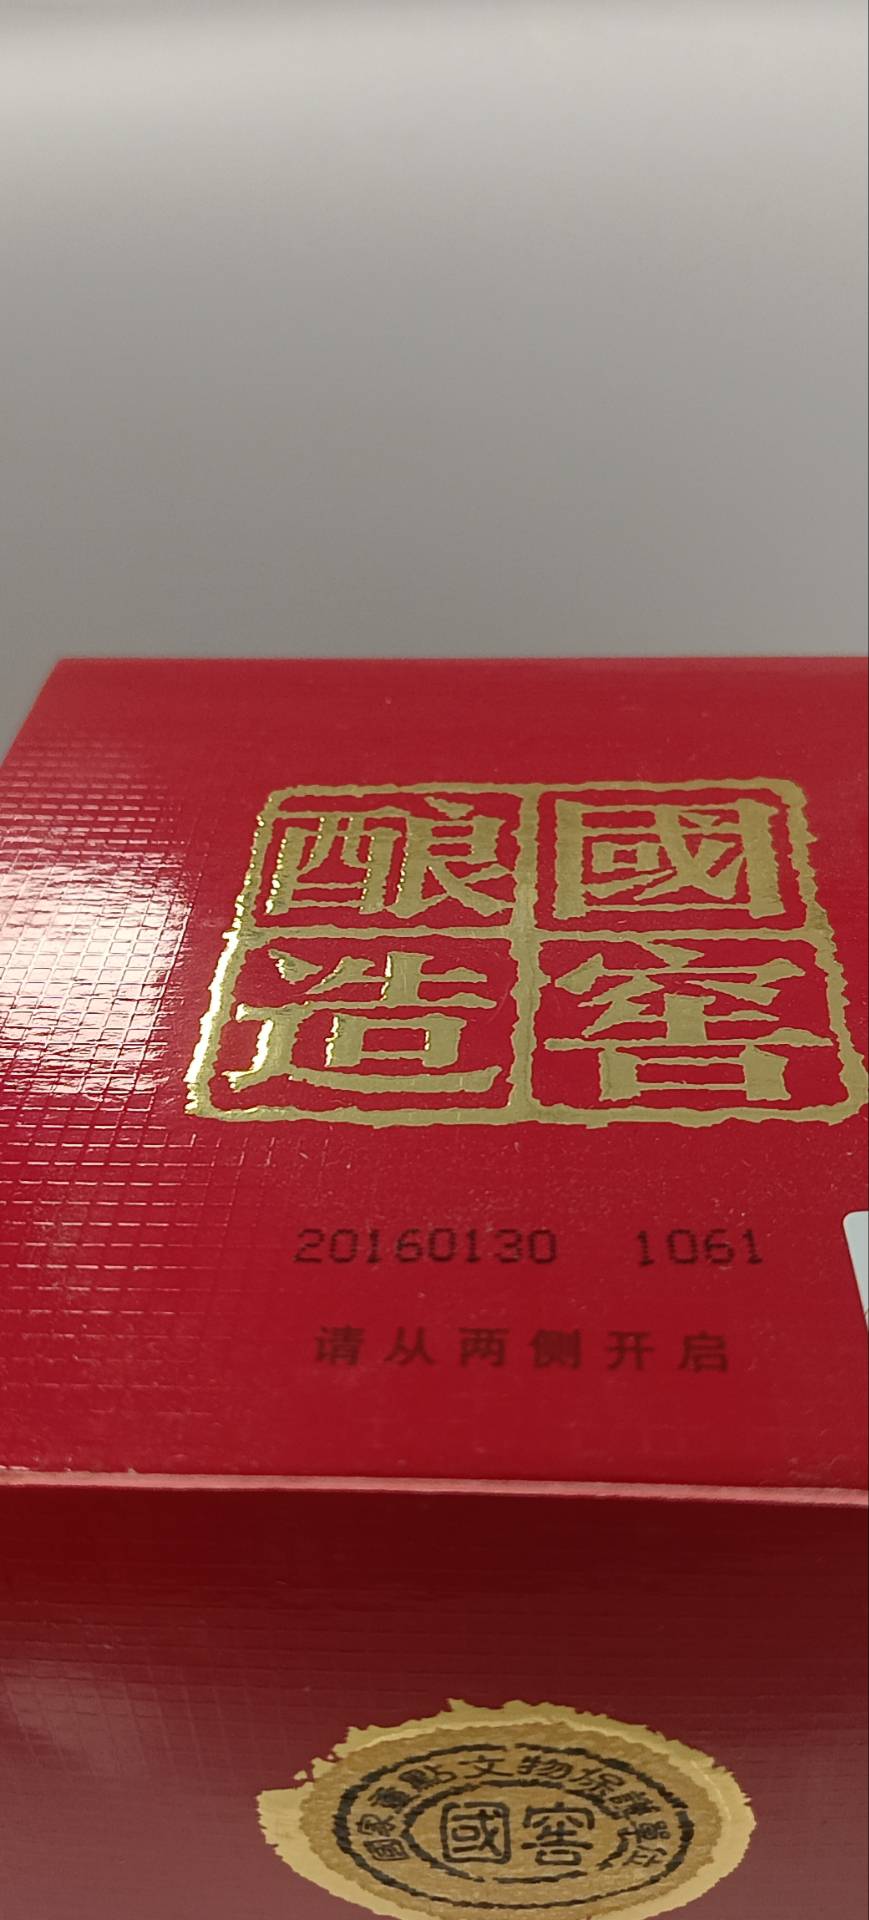 國窖
酿造
20160130 1061
请从两侧开启
國家重點文物保護單位
國窖